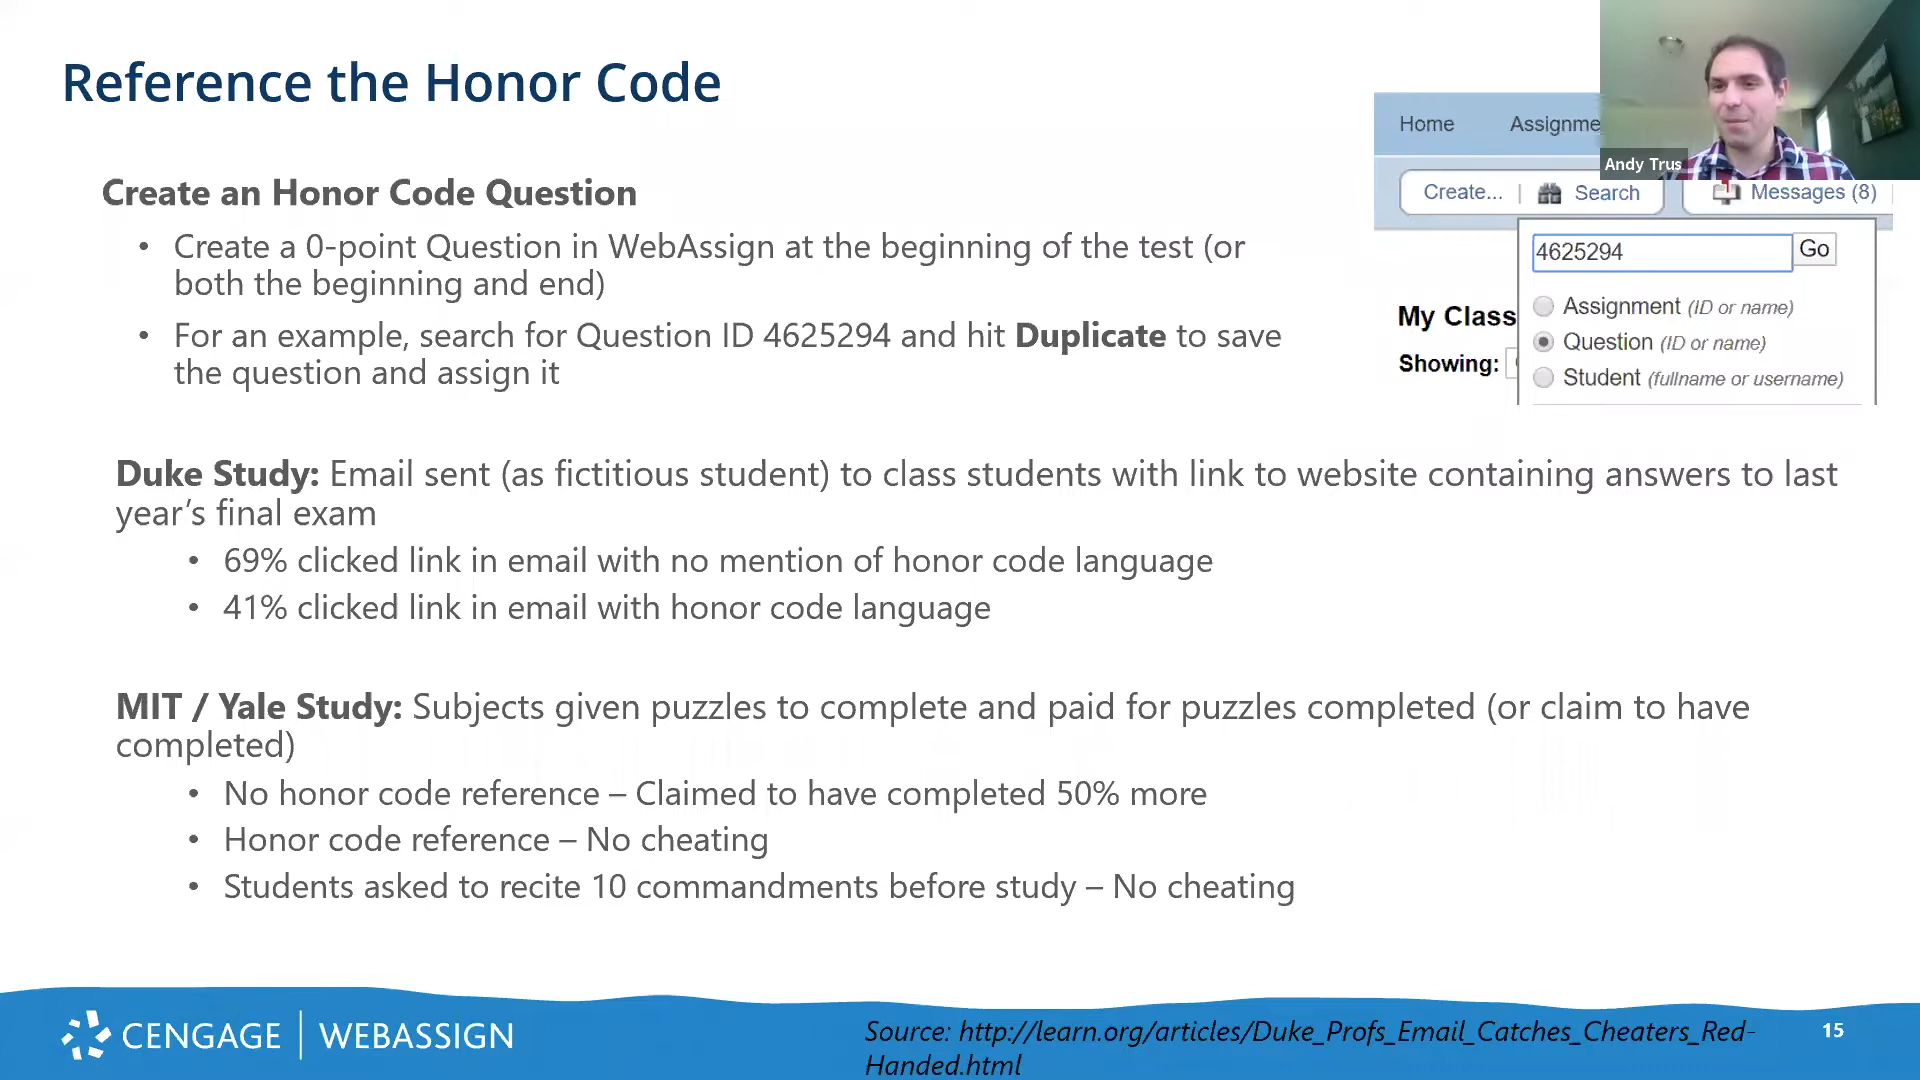 Reference the Honor Code
Create an Honor Code Question
• Create a 0-point Question in WebAssign at the beginning of the test (or
both the beginning and end)
• For an example, search for Question ID 4625294 and hit Duplicate to save
the question and assign it
Home Assignme
Andy Trus
Create... | Search Messages (8)
4625294 Go
Assignment (ID or name)
My Class
Question (ID or name)
Showing:
Student (fullname or username)
Duke Study: Email sent (as fictitious student) to class students with link to website containing answers to last
year’s final exam
• 69% clicked link in email with no mention of honor code language
• 41% clicked link in email with honor code language
MIT / Yale Study: Subjects given puzzles to complete and paid for puzzles completed (or claim to have
completed)
• No honor code reference – Claimed to have completed 50% more
• Honor code reference – No cheating
• Students asked to recite 10 commandments before study – No cheating
CENGAGE | WEBASSIGN
Source: http://learn.org/articles/Duke_Profs_Email_Catches_Cheaters_Red-
Handed.html
15